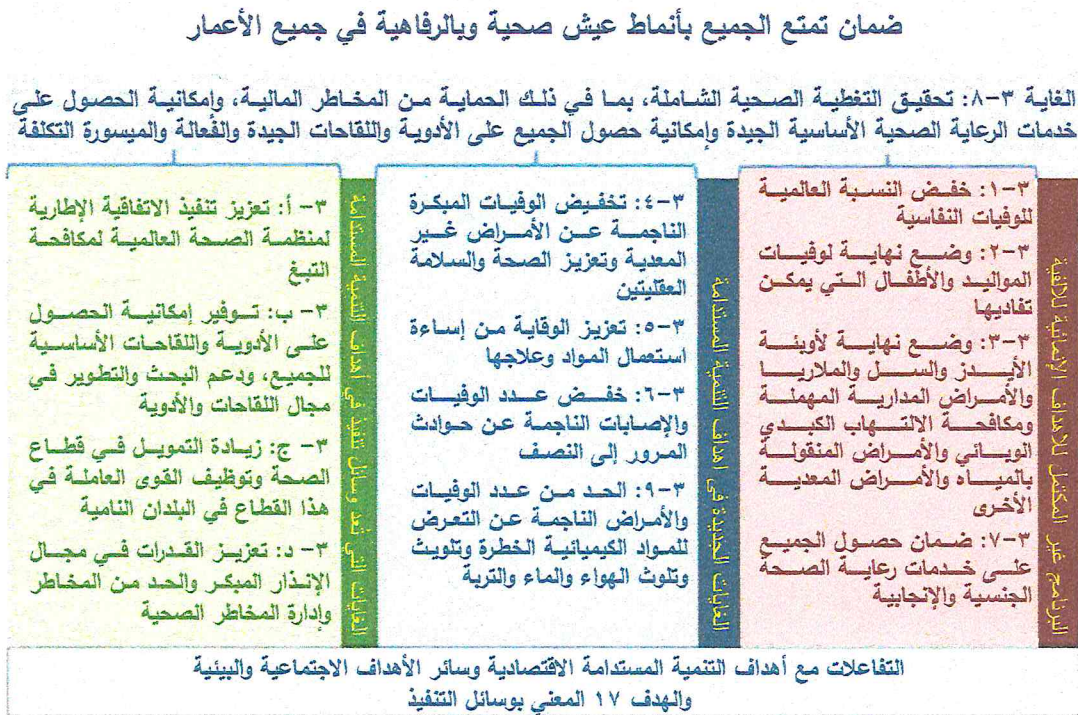 ضمان تمتع الجميع بأنماط عيش صحية وبالرفاهية في جميع الأعمار
الغاية ٣-٨: تحقيق التغطية الصحية الشاملة، بما في ذلك الحماية من المخاطر المالية، وإمكانية الحصول على
خدمات الرعاية الصحية الأساسية الجيدة وإمكانية حصول الجميع على الأدوية واللقاحات الجيدة والفعالة والميسورة التكلفة
البرنامج غير المكتمل للأهداف الإنمائية للألفية
٣-١: خفض النسبة العالمية
للوفيات النفاسية
٣-٢: وضع نهاية لوفيات
المواليد والأطفال التي يمكن
تفاديها
٣-٣: وضع نهاية لأوبئة
الأيدز والسل والملاريا
والأمراض المدارية المهملة
ومكافحة الالتهاب الكبدي
الوبائي والأمراض المنقولة
بالمياه والأمراض المعدية
الأخرى
٣-٧: ضمان حصول الجميع
على خدمات رعاية الصحة
الجنسية والإنجابية
الغايات الجديدة في أهداف التنمية المستدامة
٣-٤: تخفيض الوفيات المبكرة
الناجمة عن الأمراض غير
المعدية وتعزيز الصحة والسلامة
العقليتين
٣-٥: تعزيز الوقاية من إساءة
استعمال المواد وعلاجها
٣-٦: خفض عدد الوفيات
والإصابات الناجمة عن حوادث
المرور إلى النصف
٣-٩: الحد من عدد الوفيات
والأمراض الناجمة عن التعرض
للمواد الكيميائية الخطرة وتلويث
وتلوث الهواء والماء والتربة
الغايات التي تعد وسائل تنفيذ في أهداف التنمية المستدامة
٣- أ: تعزيز تنفيذ الاتفاقية الإطارية
لمنظمة الصحة العالمية لمكافحة
التبغ
٣- ب: توفير إمكانية الحصول
على الأدوية واللقاحات الأساسية
للجميع، ودعم البحث والتطوير في
مجال اللقاحات والأدوية
٣- ج: زيادة التمويل في قطاع
الصحة وتوظيف القوى العاملة في
هذا القطاع في البلدان النامية
٣- د: تعزيز القدرات في مجال
الإنذار المبكر والحد من المخاطر
وإدارة المخاطر الصحية
التفاعلات مع أهداف التنمية المستدامة الاقتصادية وسائر الأهداف الاجتماعية والبيئية
والهدف ١٧ المعني بوسائل التنفيذ